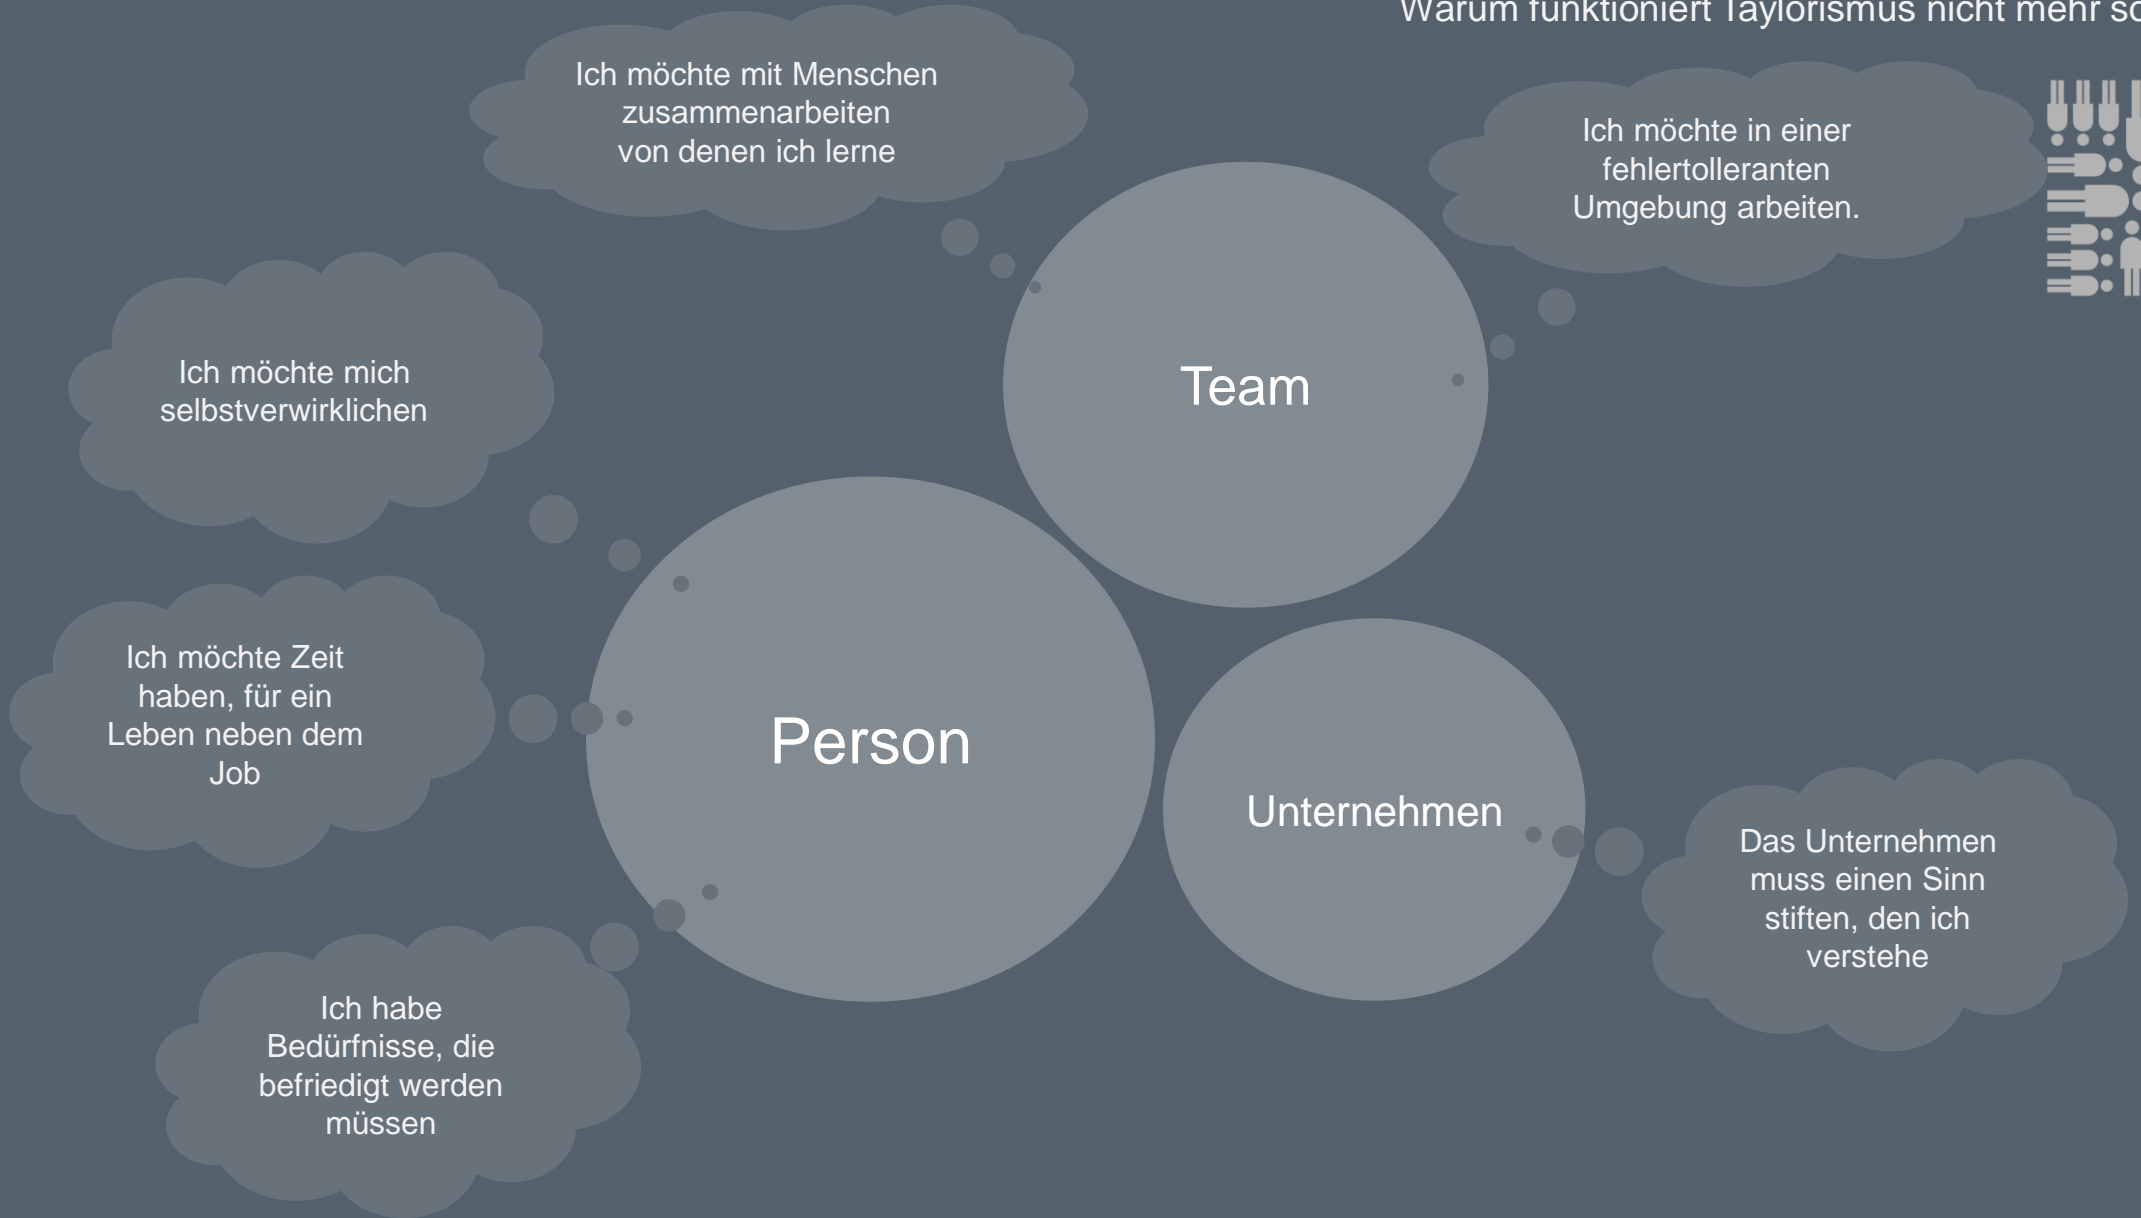 Warum funktioniert Taylorismus nicht mehr so
Ich möchte mit Menschen
zusammenarbeiten
von denen ich lerne
Ich möchte in einer
fehlertolleranten
Umgebung arbeiten.
Ich möchte mich
selbstverwirklichen
Team
Ich möchte Zeit
haben, für ein
Leben neben dem
Job
Person
Unternehmen
Das Unternehmen
muss einen Sinn
stiften, den ich
verstehe
Ich habe
Bedürfnisse, die
befriedigt werden
müssen